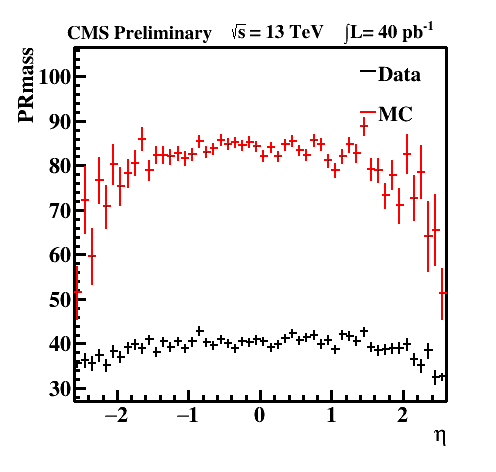 CMS Preliminary √s = 13 TeV ∫L= 40 pb⁻¹
PRmass
Data
MC
100
90
80
70
60
50
40
30
−2 −1 0 1 2
η